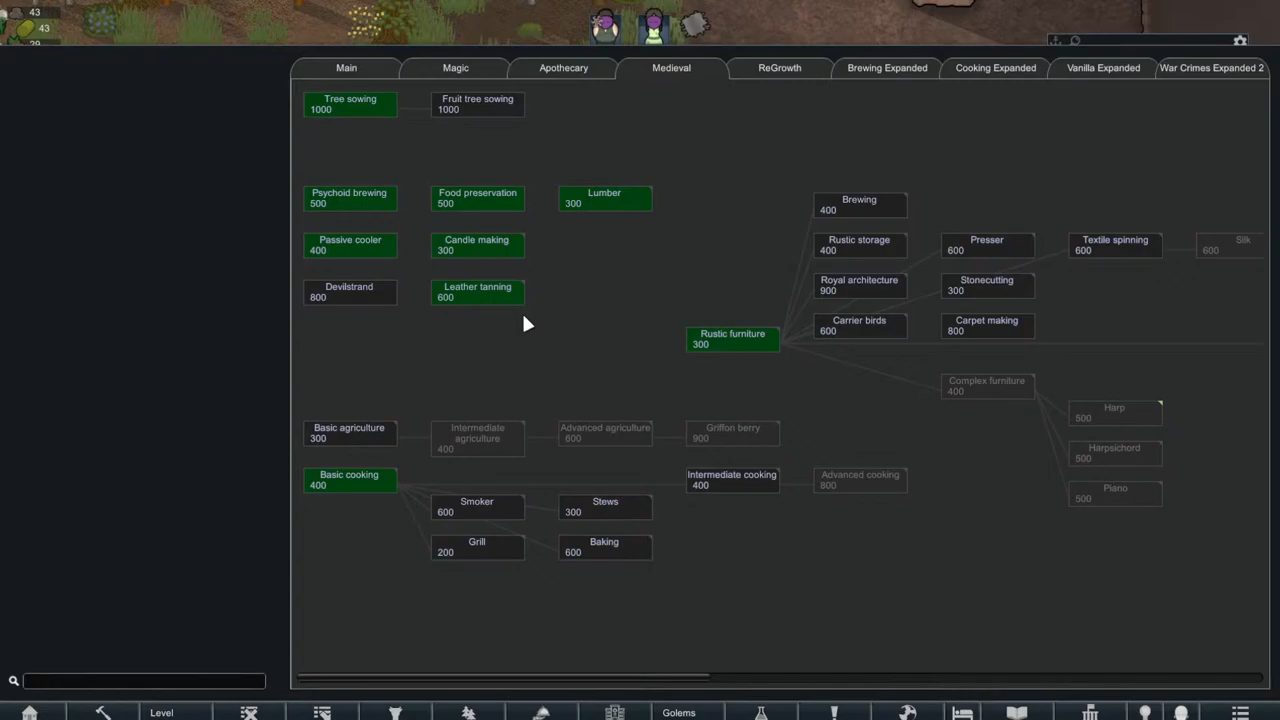 43
43
29
Main
Magic
Apothecary
Medieval
ReGrowth
Brewing Expanded
Cooking Expanded
Vanilla Expanded
War Crimes Expanded 2
Tree sowing
1000
Fruit tree sowing
1000
Psychoid brewing
500
Food preservation
500
Lumber
300
Brewing
400
Passive cooler
400
Candle making
300
Rustic storage
400
Presser
600
Textile spinning
600
Silk
600
Devilstrand
800
Leather tanning
600
Royal architecture
900
Stonecutting
300
Rustic furniture
300
Carrier birds
600
Carpet making
800
Complex furniture
400
Harp
500
Basic agriculture
300
Intermediate
agriculture
400
Advanced agriculture
600
Griffon berry
900
Harpsichord
500
Basic cooking
400
Intermediate cooking
400
Advanced cooking
800
Piano
500
Smoker
600
Stews
300
Grill
200
Baking
600
Level
Golems